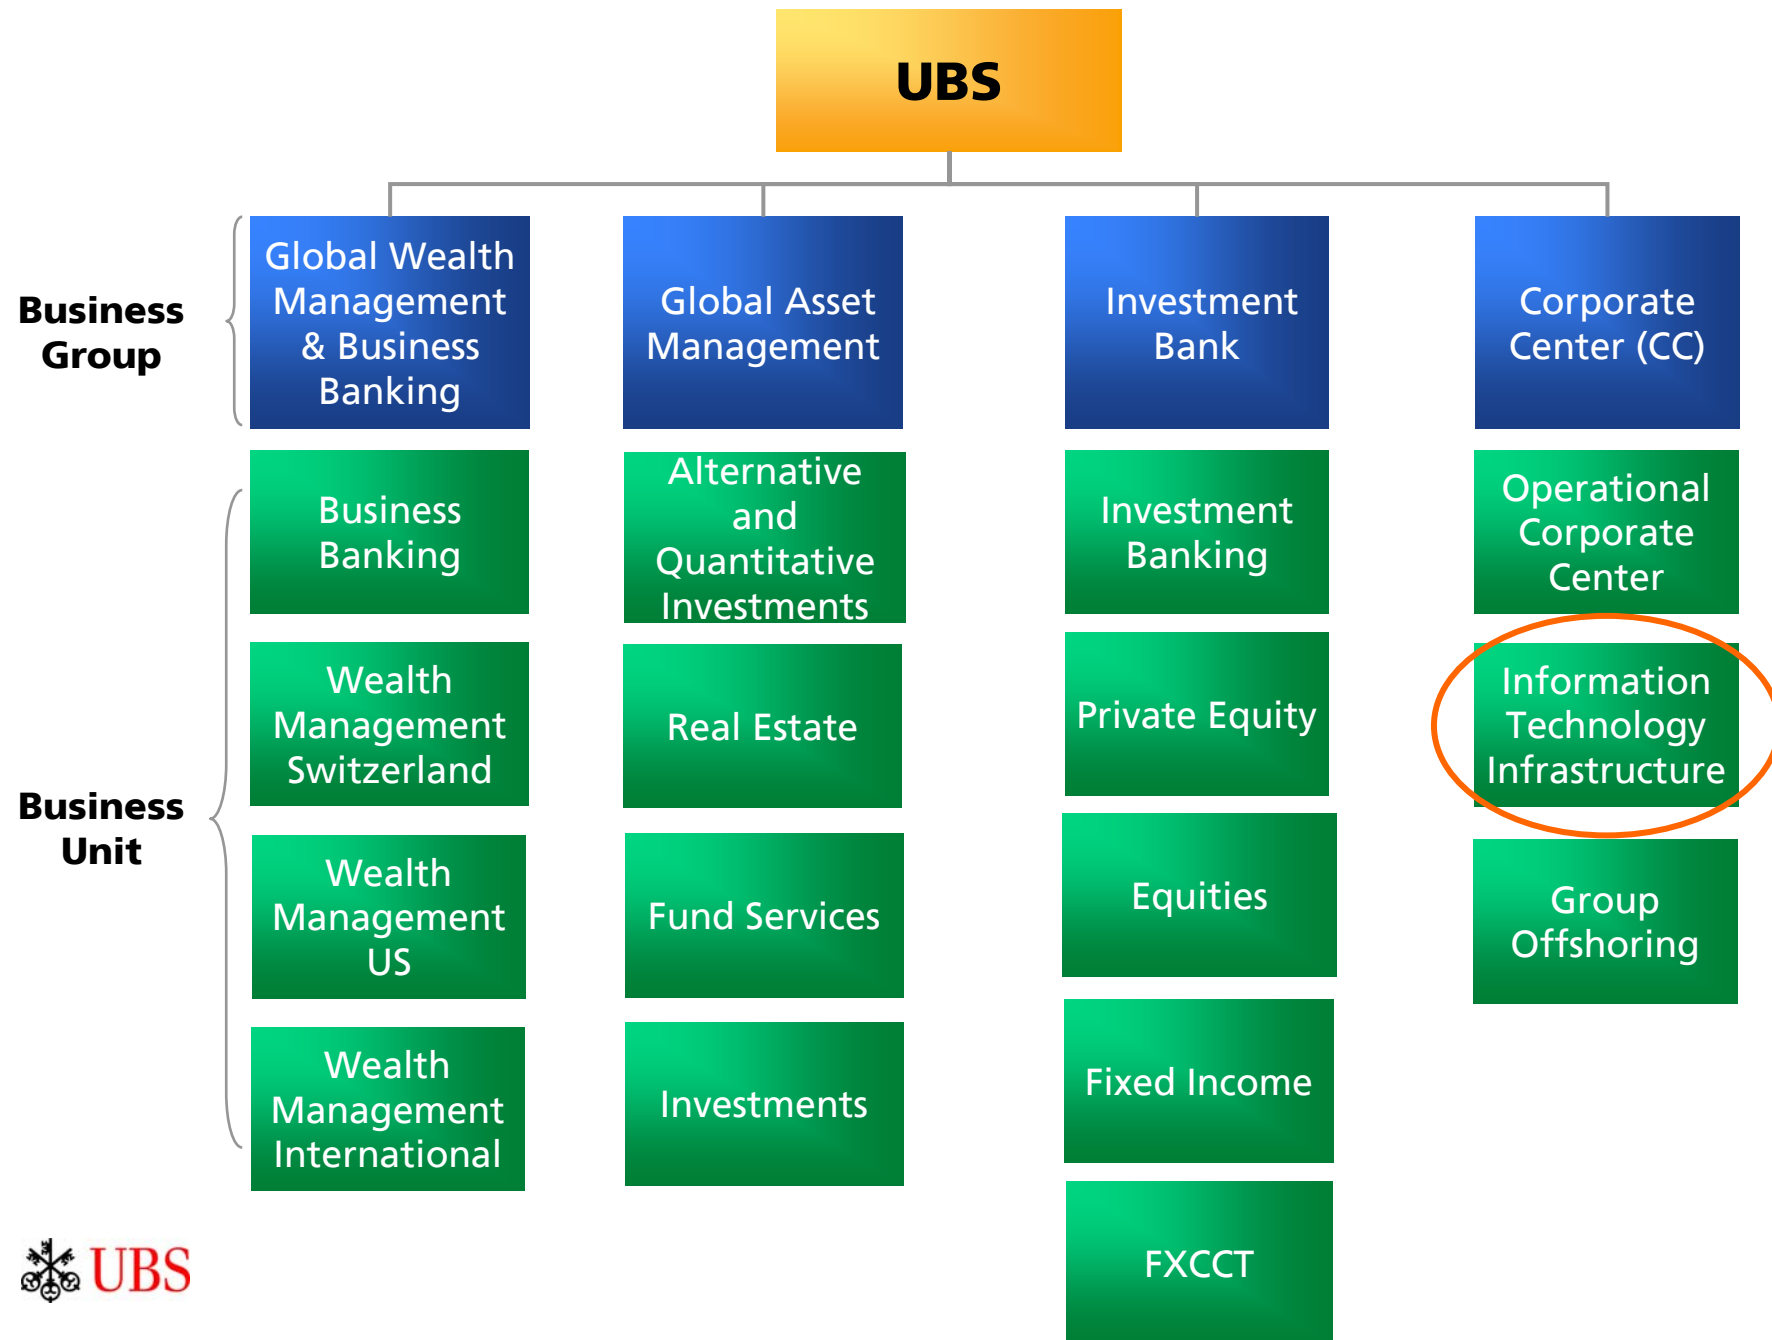 UBS
Business
Group
Global Wealth
Management
& Business
Banking
Global Asset
Management
Investment
Bank
Corporate
Center (CC)
Business
Unit
Business
Banking
Wealth
Management
Switzerland
Wealth
Management
US
Wealth
Management
International
Alternative
and
Quantitative
Investments
Real Estate
Fund Services
Investments
Investment
Banking
Private Equity
Equities
Fixed Income
FXCCT
Operational
Corporate
Center
Information
Technology
Infrastructure
Group
Offshoring
UBS